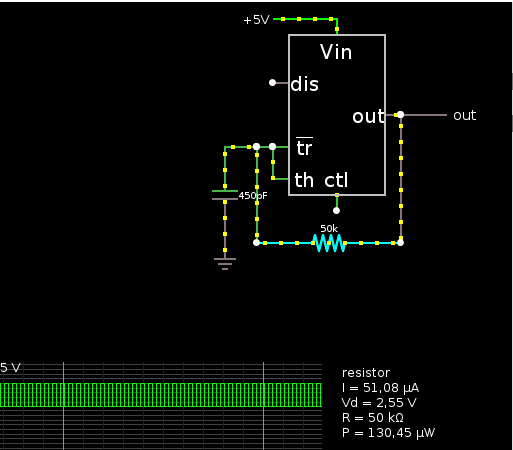 +5V
Vin
dis
out
out
tr
th ctl
450pF
50k
5 V
resistor
I = 51,08 μA
Vd = 2,55 V
R = 50 kΩ
P = 130,45 μW